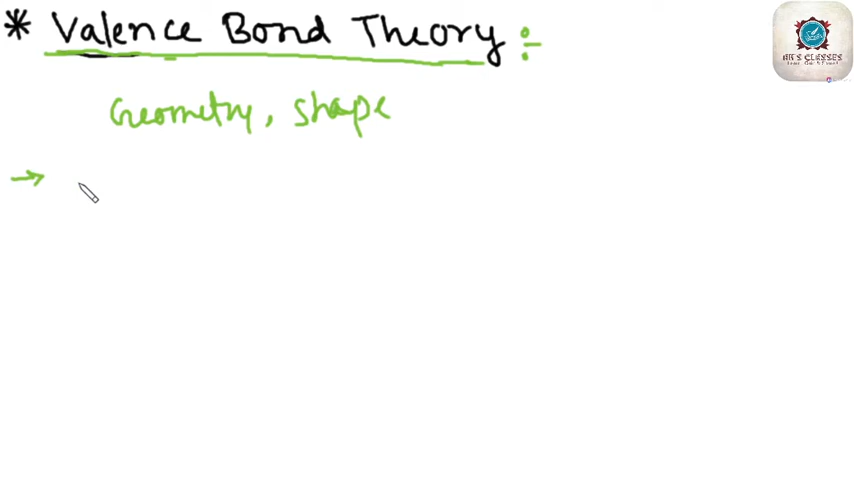 * Valence Bond Theory ÷
Geometry, shape
→